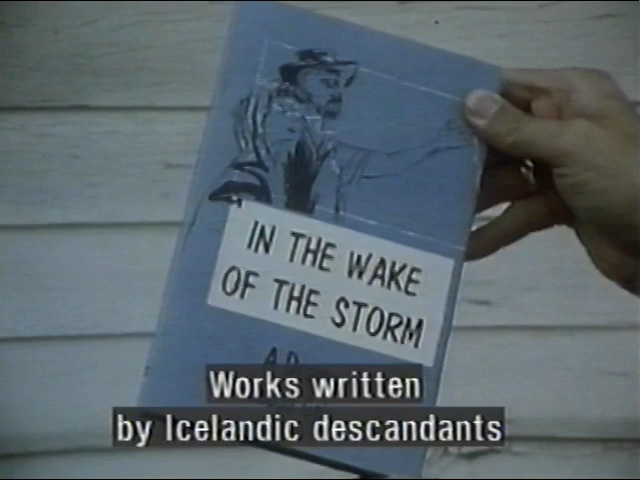 IN THE WAKE
OF THE STORM
Works written
by Icelandic descandants